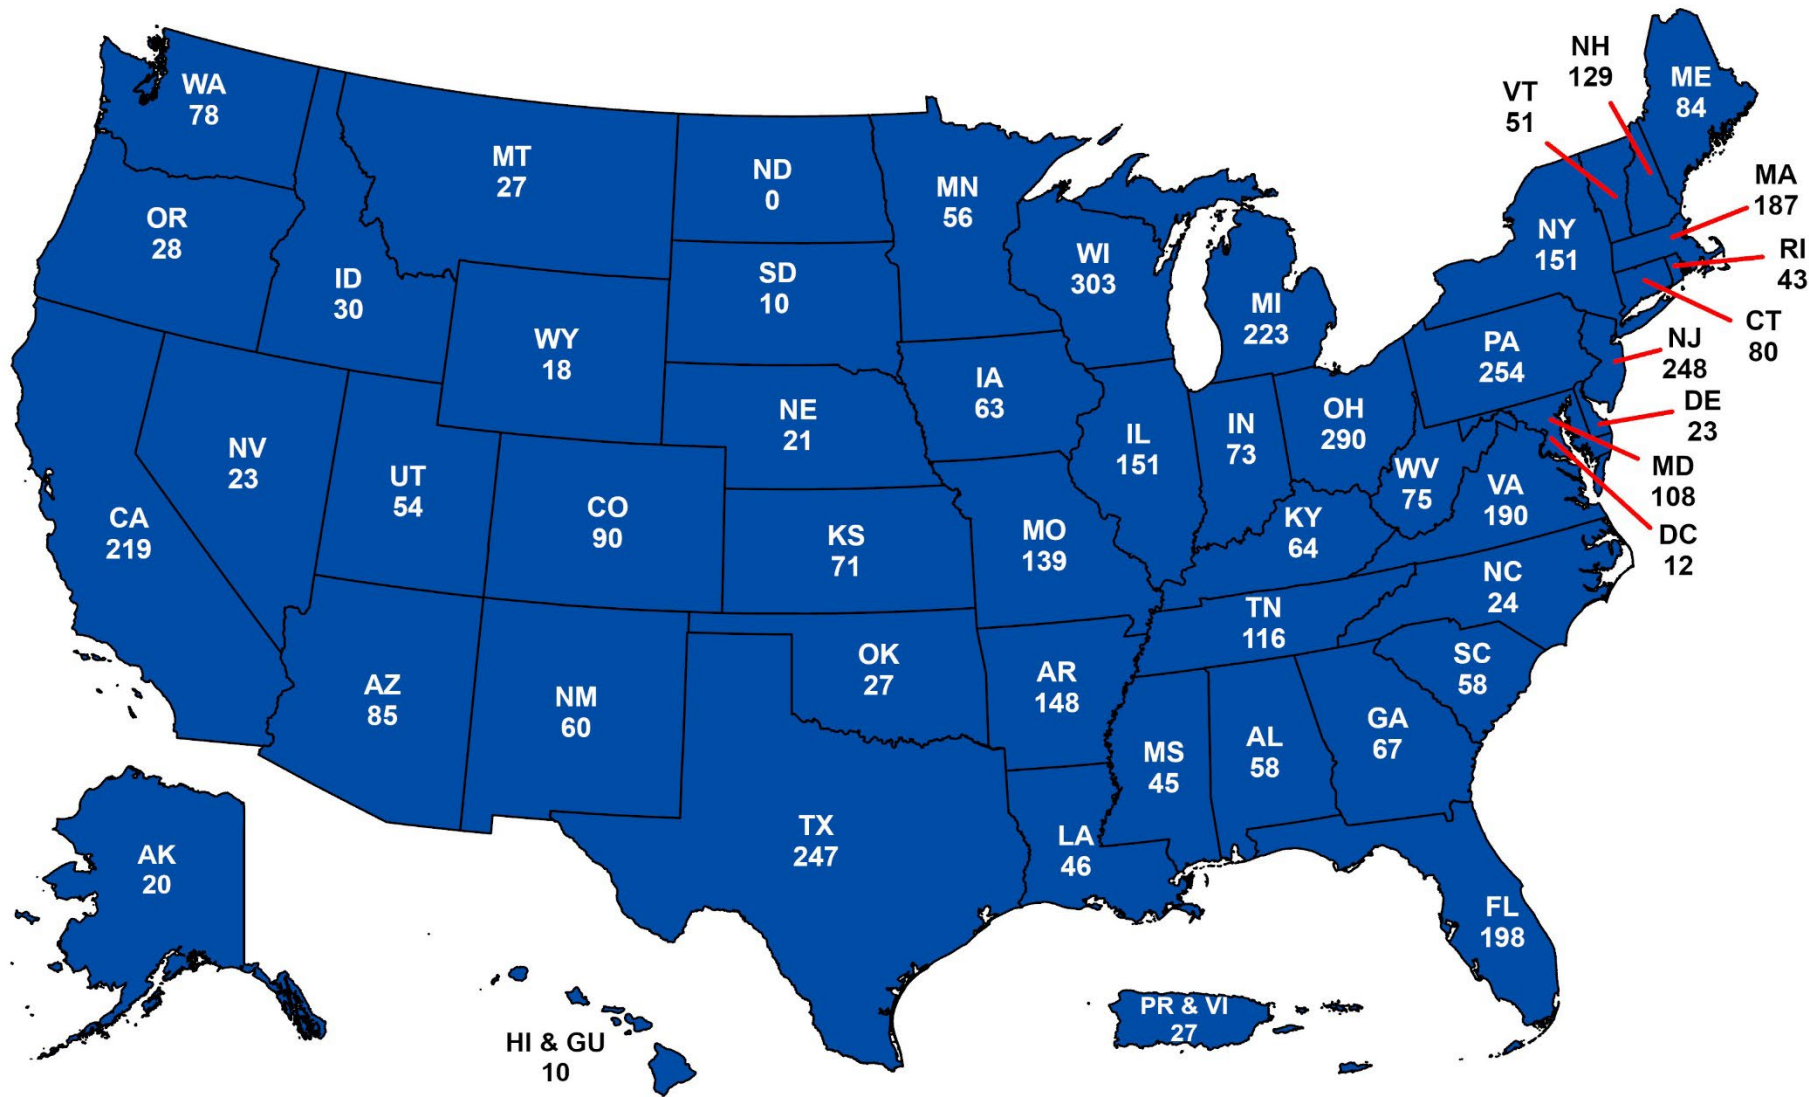 WA
78
OR
28
CA
219
NV
23
ID
30
MT
27
WY
18
UT
54
CO
90
AZ
85
NM
60
ND
0
SD
10
NE
21
KS
71
OK
27
TX
247
MN
56
IA
63
MO
139
AR
148
LA
46
WI
303
IL
151
MI
223
IN
73
OH
290
KY
64
TN
116
MS
45
AL
58
GA
67
FL
198
SC
58
NC
24
VA
190
WV
75
PA
254
NY
151
VT
51
NH
129
ME
84
MA
187
RI
43
CT
80
NJ
248
DE
23
MD
108
DC
12
AK
20
HI & GU
10
PR & VI
27